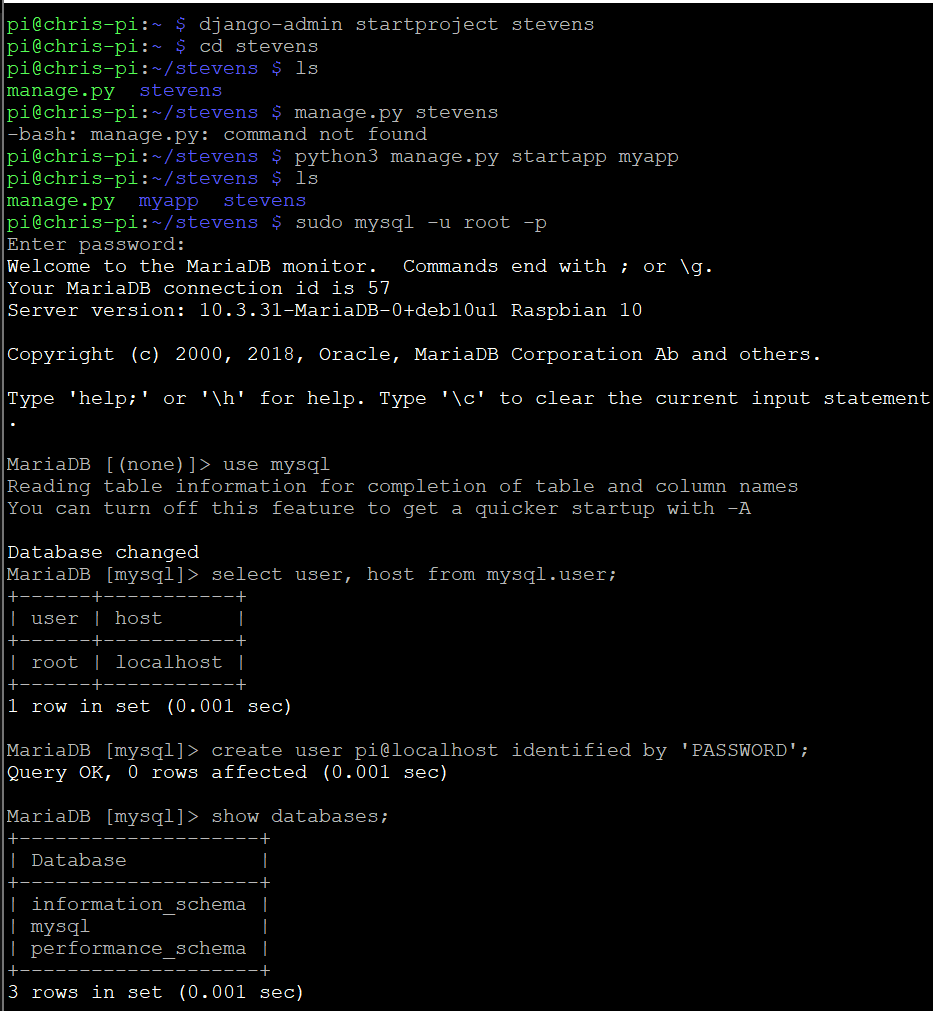 pi@chris-pi:~ $ django-admin startproject stevens
pi@chris-pi:~ $ cd stevens
pi@chris-pi:~/stevens $ ls
manage.py  stevens
pi@chris-pi:~/stevens $ manage.py stevens
-bash: manage.py: command not found
pi@chris-pi:~/stevens $ python3 manage.py startapp myapp
pi@chris-pi:~/stevens $ ls
manage.py  myapp  stevens
pi@chris-pi:~/stevens $ sudo mysql -u root -p
Enter password:
Welcome to the MariaDB monitor.  Commands end with ; or \g.
Your MariaDB connection id is 57
Server version: 10.3.31-MariaDB-0+deb10u1 Raspbian 10

Copyright (c) 2000, 2018, Oracle, MariaDB Corporation Ab and others.

Type 'help;' or '\h' for help. Type '\c' to clear the current input statement
.

MariaDB [(none)]> use mysql
Reading table information for completion of table and column names
You can turn off this feature to get a quicker startup with -A

Database changed
MariaDB [mysql]> select user, host from mysql.user;
+------+-----------+
| user | host      |
+------+-----------+
| root | localhost |
+------+-----------+
1 row in set (0.001 sec)

MariaDB [mysql]> create user pi@localhost identified by 'PASSWORD';
Query OK, 0 rows affected (0.001 sec)

MariaDB [mysql]> show databases;
+--------------------+
| Database           |
+--------------------+
| information_schema |
| mysql              |
| performance_schema |
+--------------------+
3 rows in set (0.001 sec)